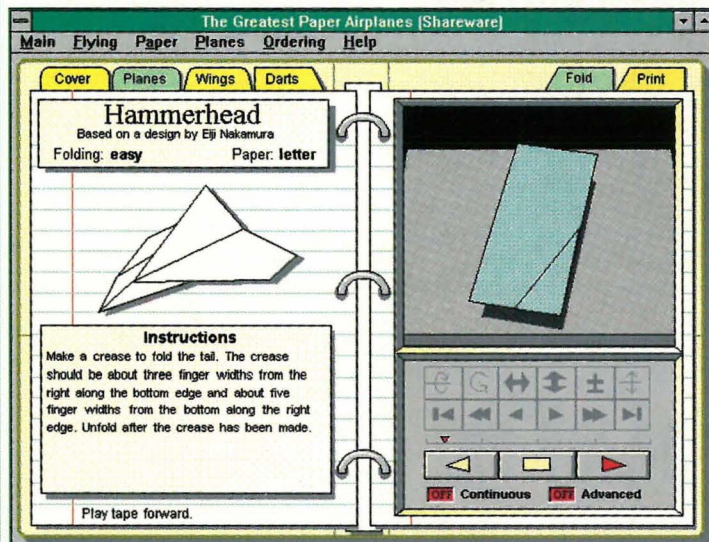 The Greatest Paper Airplanes (Shareware)
Main Flying Paper Planes Ordering Help
Cover Planes Wings Darts Fold Print
Hammerhead
Based on a design by Eiji Nakamura
Folding: easy Paper: letter
Instructions
Make a crease to fold the tail. The crease
should be about three finger widths from the
right along the bottom edge and about five
finger widths from the bottom along the right
edge. Unfold after the crease has been made.
OFF Continuous OFF Advanced
Play tape forward.